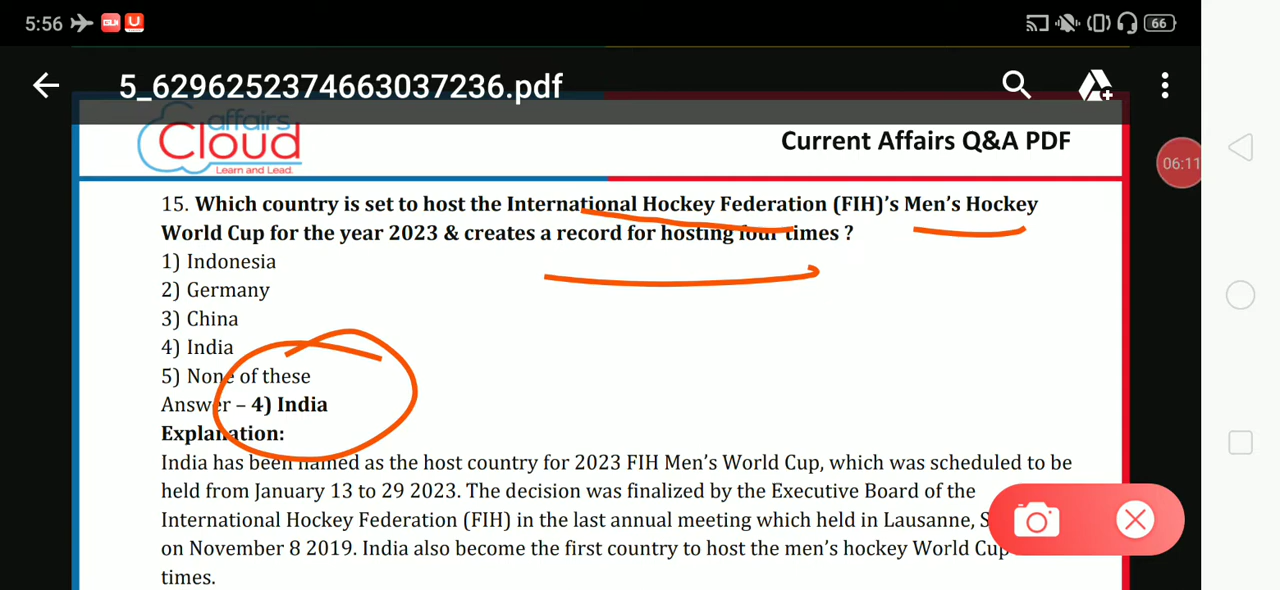 5:56
66
5_6296252374663037236.pdf
affairs
Cloud
Learn and Lead.
Current Affairs Q&A PDF
06:11
15. Which country is set to host the International Hockey Federation (FIH)'s Men's Hockey
World Cup for the year 2023 & creates a record for hosting four times ?
1) Indonesia
2) Germany
3) China
4) India
5) None of these
Answer – 4) India
Explanation:
India has been named as the host country for 2023 FIH Men's World Cup, which was scheduled to be
held from January 13 to 29 2023. The decision was finalized by the Executive Board of the
International Hockey Federation (FIH) in the last annual meeting which held in Lausanne, S
on November 8 2019. India also become the first country to host the men's hockey World Cup
times.